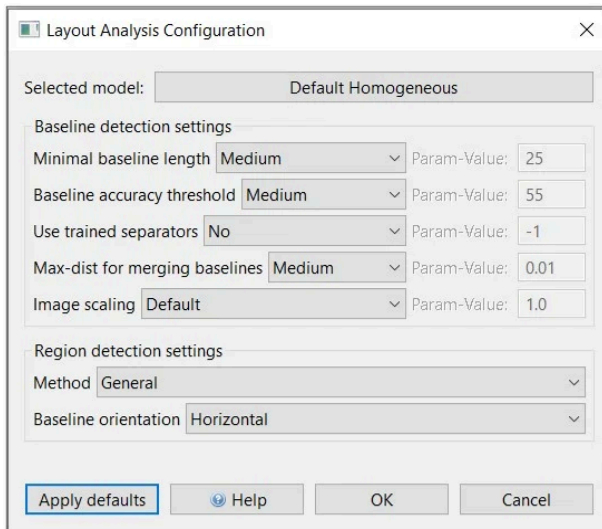 Layout Analysis Configuration
Selected model: Default Homogeneous
Baseline detection settings
Minimal baseline length Medium Param-Value: 25
Baseline accuracy threshold Medium Param-Value: 55
Use trained separators No Param-Value: -1
Max-dist for merging baselines Medium Param-Value: 0.01
Image scaling Default Param-Value: 1.0
Region detection settings
Method General
Baseline orientation Horizontal
Apply defaults Help OK Cancel